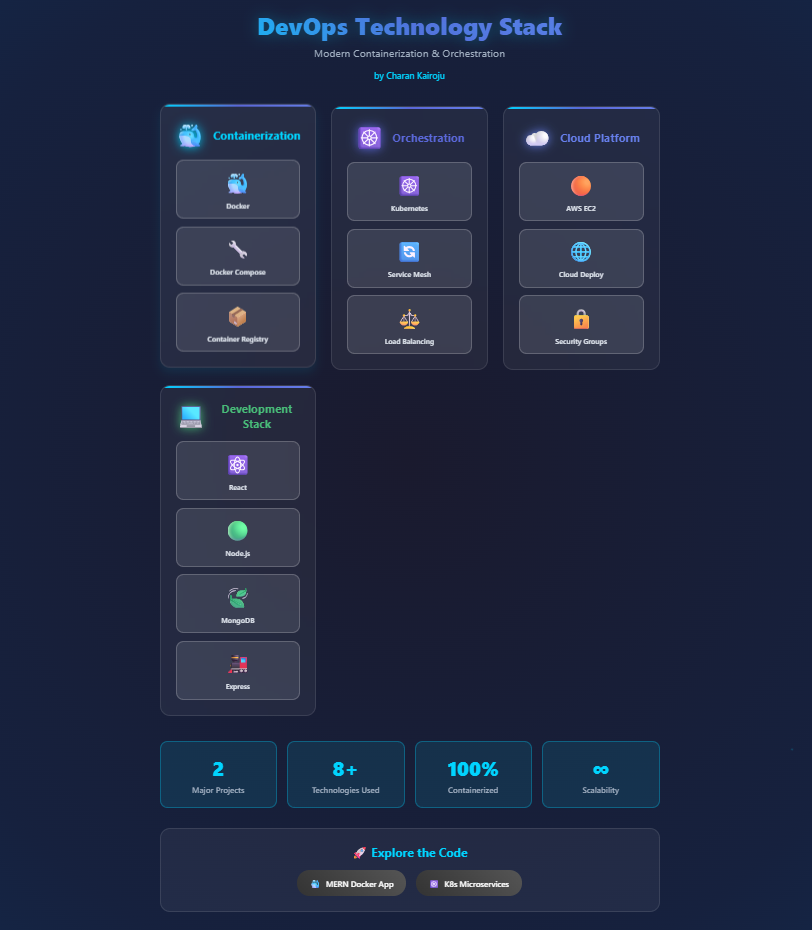 DevOps Technology Stack
Modern Containerization & Orchestration
by Charan Kairoju
Containerization
Docker
Docker Compose
Container Registry
Orchestration
Kubernetes
Service Mesh
Load Balancing
Cloud Platform
AWS EC2
Cloud Deploy
Security Groups
Development
Stack
React
Node.js
MongoDB
Express
2
Major Projects
8+
Technologies Used
100%
Containerized
∞
Scalability
🚀 Explore the Code
MERN Docker App
K8s Microservices